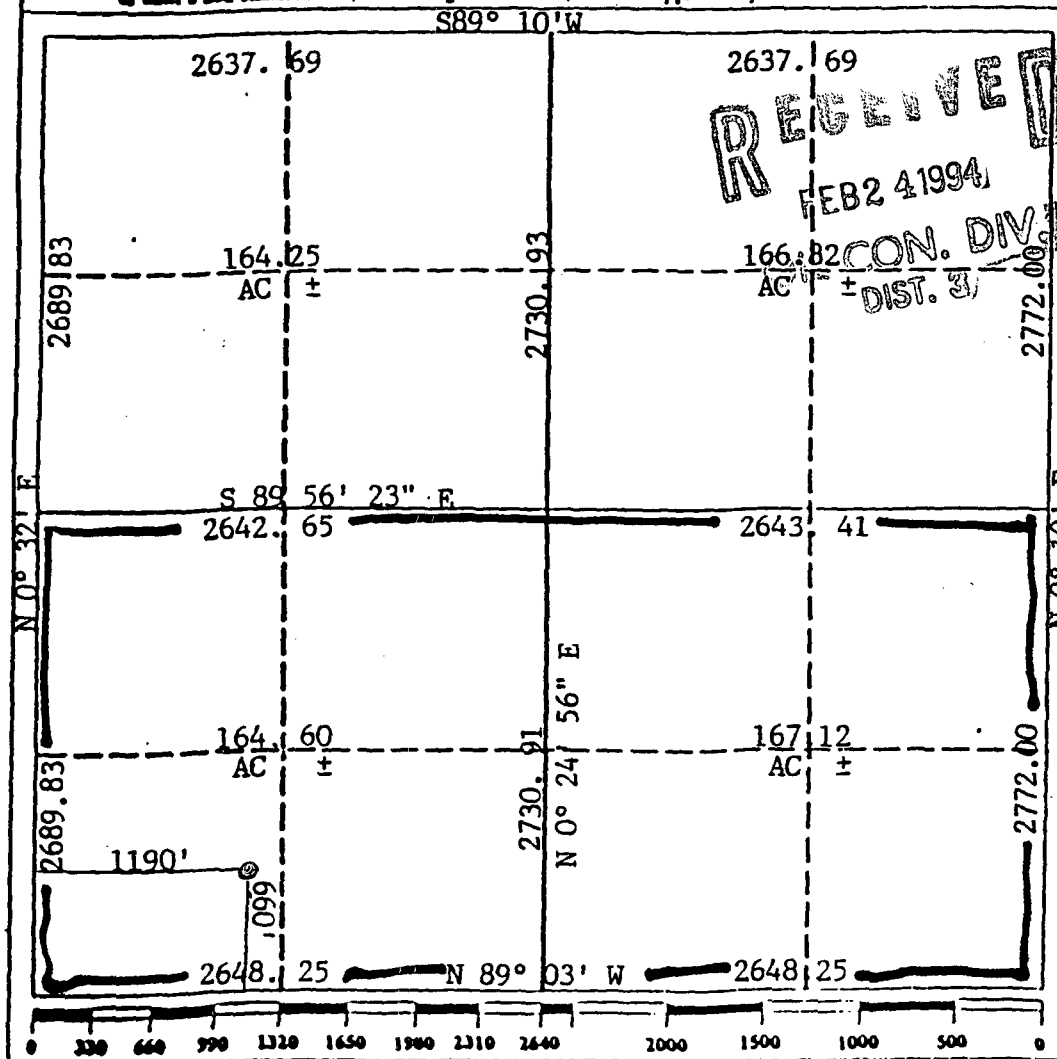 S89° 10'W
2637. 69
2637. 69
RECEIVED
FEB24 1994
CON. DIV.
DIST. 3
2689.83
164.25
AC ±
2730.93
166.82
AC ±
2772.00
N 0° 32' E
S 89 56' 23" E
2642. 65
2643. 41
N 0° 24' 56" E
164. 60
AC ±
2730. 91
167 12
AC ±
2689.83
2772.00
1190'
660'
2648. 25
N 89° 03' W
2648 25
0 330 660 990 1320 1650 1980 2310 2640 2000 1500 1000 500 0